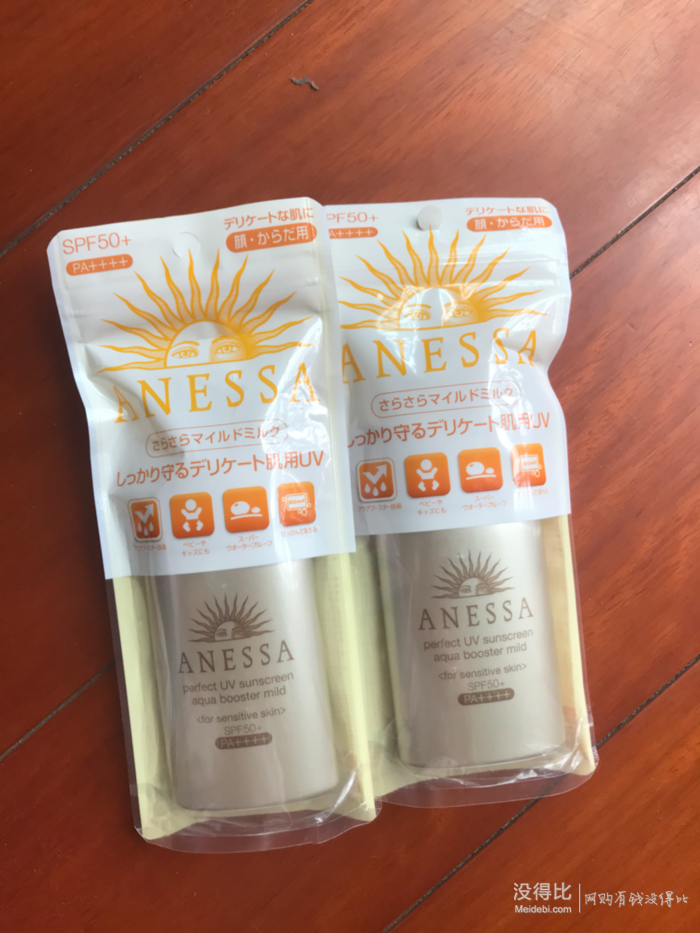 SPF50+
PA++++
デリケートな肌に
顔・からだ用
ANESSA
さらさらマイルドミルク
しっかり守るデリケート肌用UV
ベビーや
キッズにも
スーパー
ウォータープルーフ
ANESSA
perfect UV sunscreen
aqua booster mild
<for sensitive skin>
SPF50+
PA++++
PF50+
A++++
デリケートな肌に
顔・からだ用
ANESSA
さらさらマイルドミルク
しっかり守るデリケート肌用UV
ベビーや
キッズにも
スーパー
ウォータープルーフ
ANESSA
perfect UV sunscreen
aqua booster mild
<for sensitive skin>
SPF50+
PA++++
没得比
Meidebi.com
网购有钱没得比